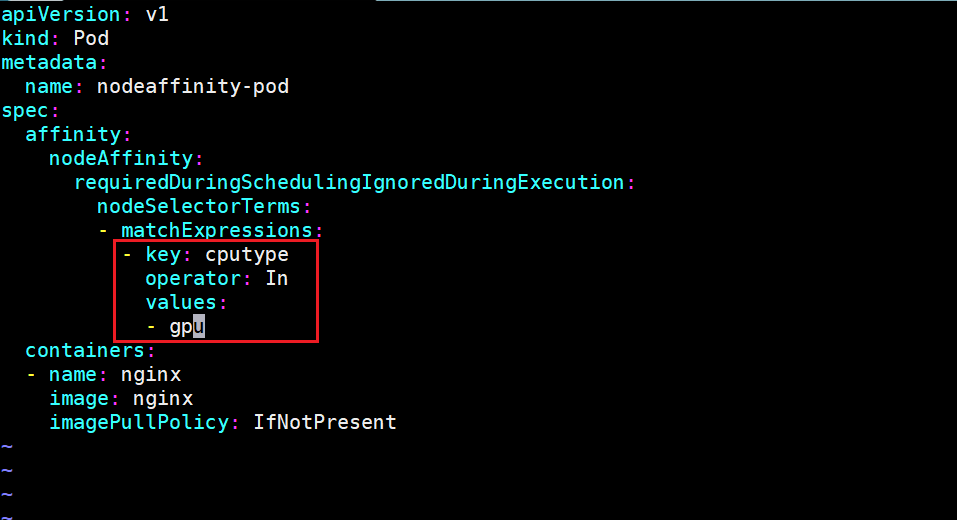 apiVersion: v1
kind: Pod
metadata:
  name: nodeaffinity-pod
spec:
  affinity:
    nodeAffinity:
      requiredDuringSchedulingIgnoredDuringExecution:
        nodeSelectorTerms:
        - matchExpressions:
          - key: cputype
            operator: In
            values:
            - gpu
  containers:
  - name: nginx
    image: nginx
    imagePullPolicy: IfNotPresent
~
~
~
~